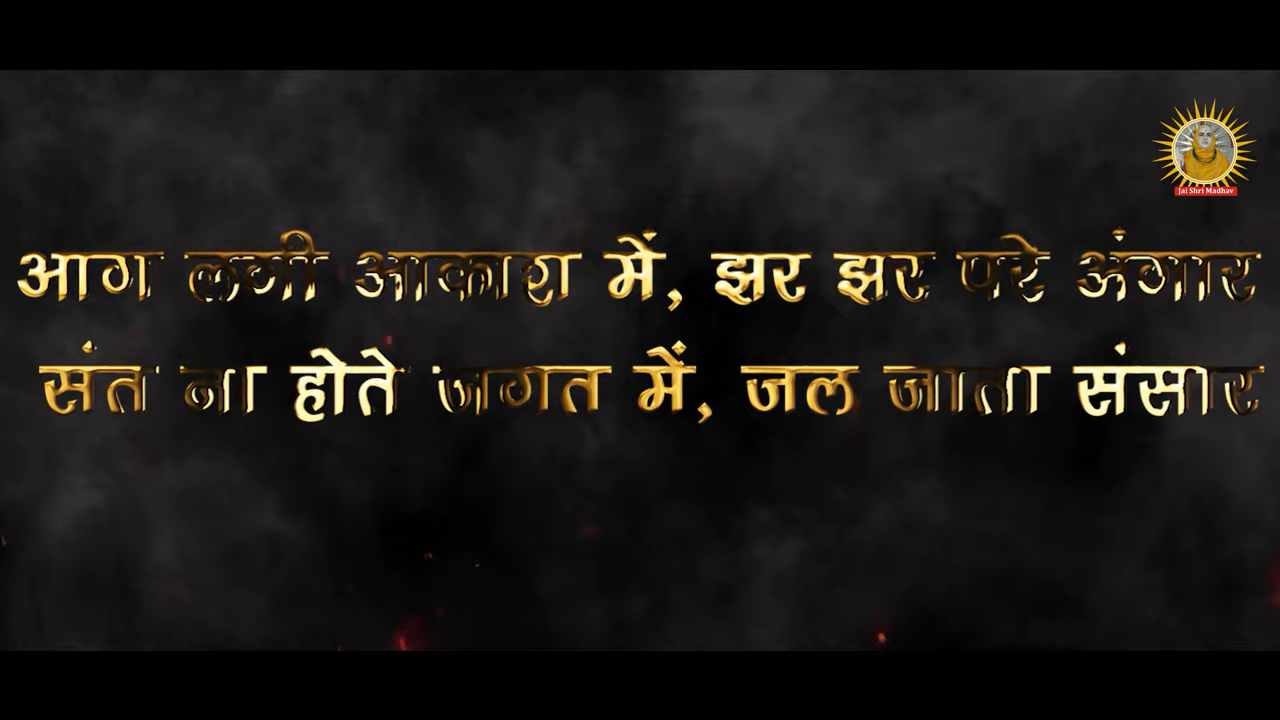 Jai Shri Madhav
आग लगी आकाश में, झर झर परे अंगार
संत ना होते जगत में, जल जाता संसार